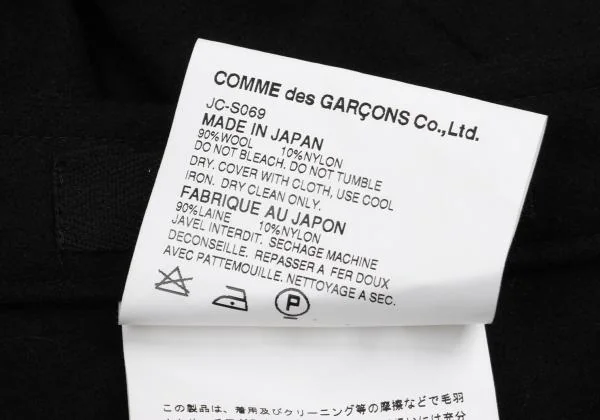 COMME des GARÇONS Co.,Ltd.
JC-S069
MADE IN JAPAN
90%WOOL 10%NYLON
DO NOT BLEACH. DO NOT TUMBLE
DRY. COVER WITH CLOTH, USE COOL
IRON. DRY CLEAN ONLY.
FABRIQUE AU JAPON
90%LAINE 10%NYLON
JAVEL INTERDIT. SECHAGE MACHINE
DECONSEILLE. REPASSER A FER DOUX
AVEC PATTEMOUILLE. NETTOYAGE A SEC.
P
この製品は、着用及びクリーニング等の摩擦などで毛羽